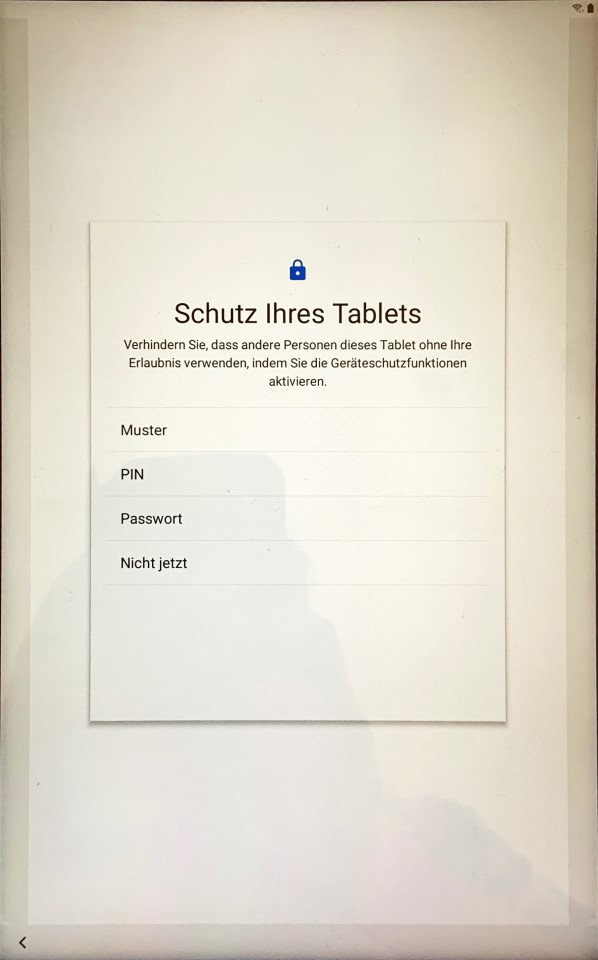 Schutz Ihres Tablets
Verhindern Sie, dass andere Personen dieses Tablet ohne Ihre
Erlaubnis verwenden, indem Sie die Geräteschutzfunktionen
aktivieren.
Muster
PIN
Passwort
Nicht jetzt